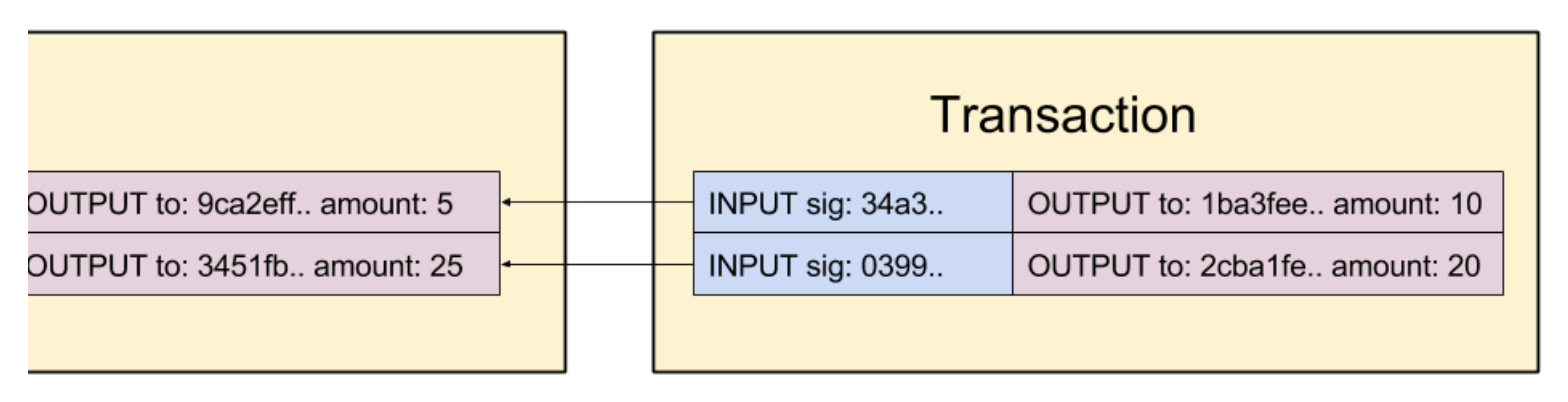 Transaction
OUTPUT to: 9ca2eff.. amount: 5
OUTPUT to: 3451fb.. amount: 25
INPUT sig: 34a3.. OUTPUT to: 1ba3fee.. amount: 10
INPUT sig: 0399.. OUTPUT to: 2cba1fe.. amount: 20